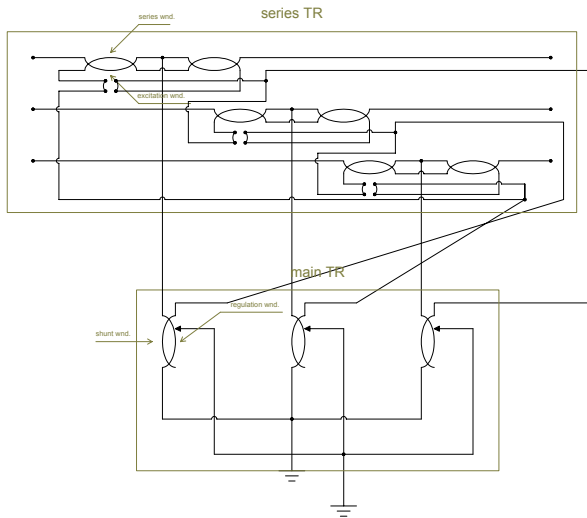 series TR
series wnd.
excitation wnd.
main TR
regulation wnd.
shunt wnd.